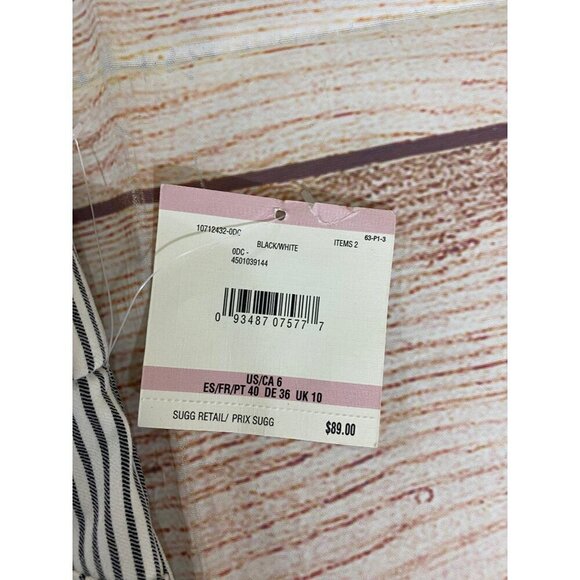 10712432-0DC ITEMS 2 63-P1-3
BLACK/WHITE
0DC -
4501039144
0 93487 07577 7
US/CA 6
ES/FR/PT 40 DE 36 UK 10
SUGG RETAIL/ PRIX SUGG $89.00